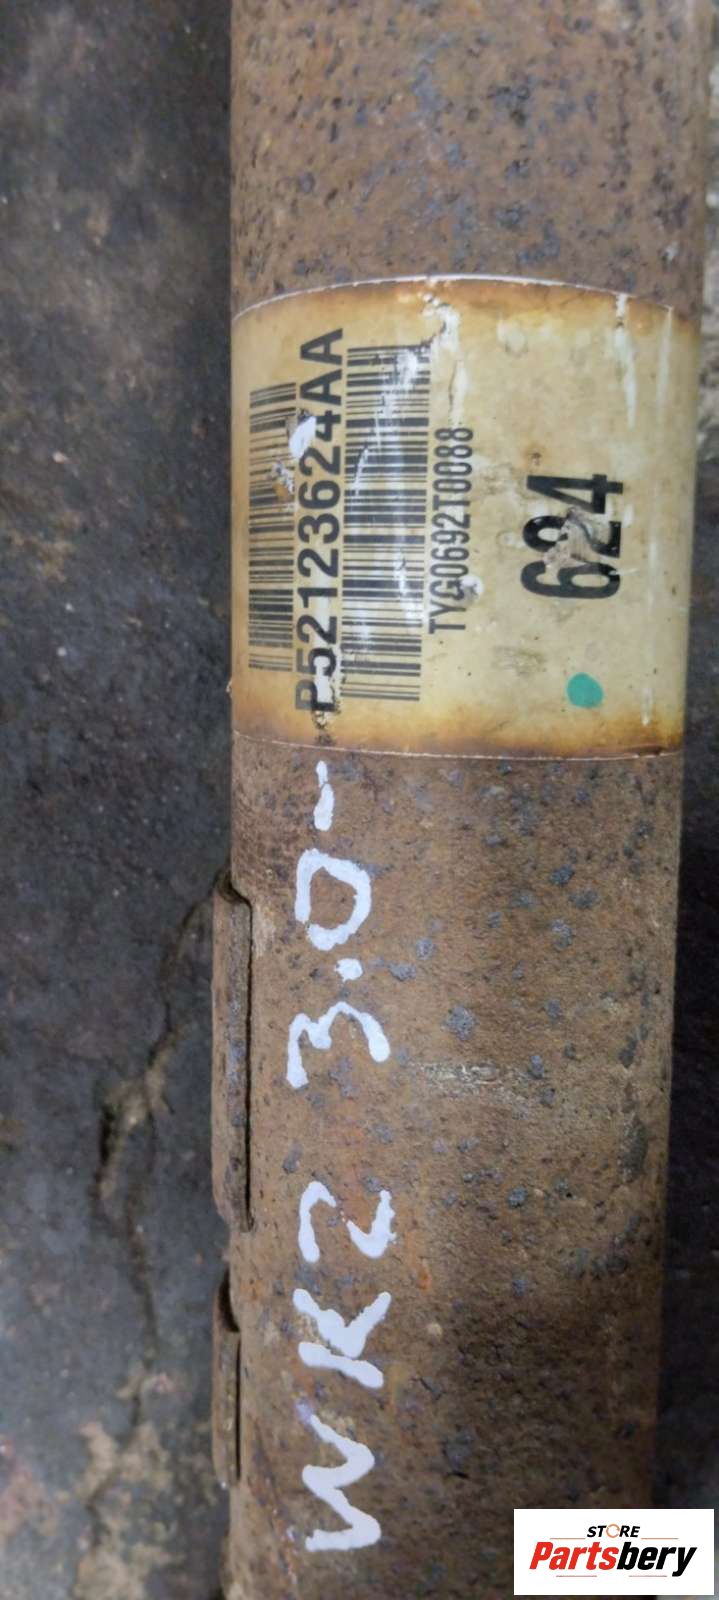 P52123624AA
TYG0692T0088
624
WK2 3.0-
STORE
Partsbery